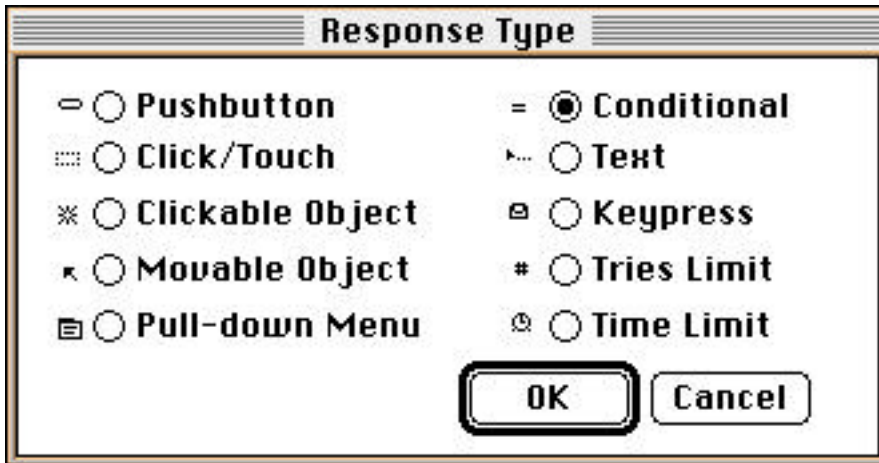 Response Type
Pushbutton
Click/Touch
Clickable Object
Movable Object
Pull-down Menu
= Conditional
Text
Keypress
# Tries Limit
Time Limit
OK
Cancel